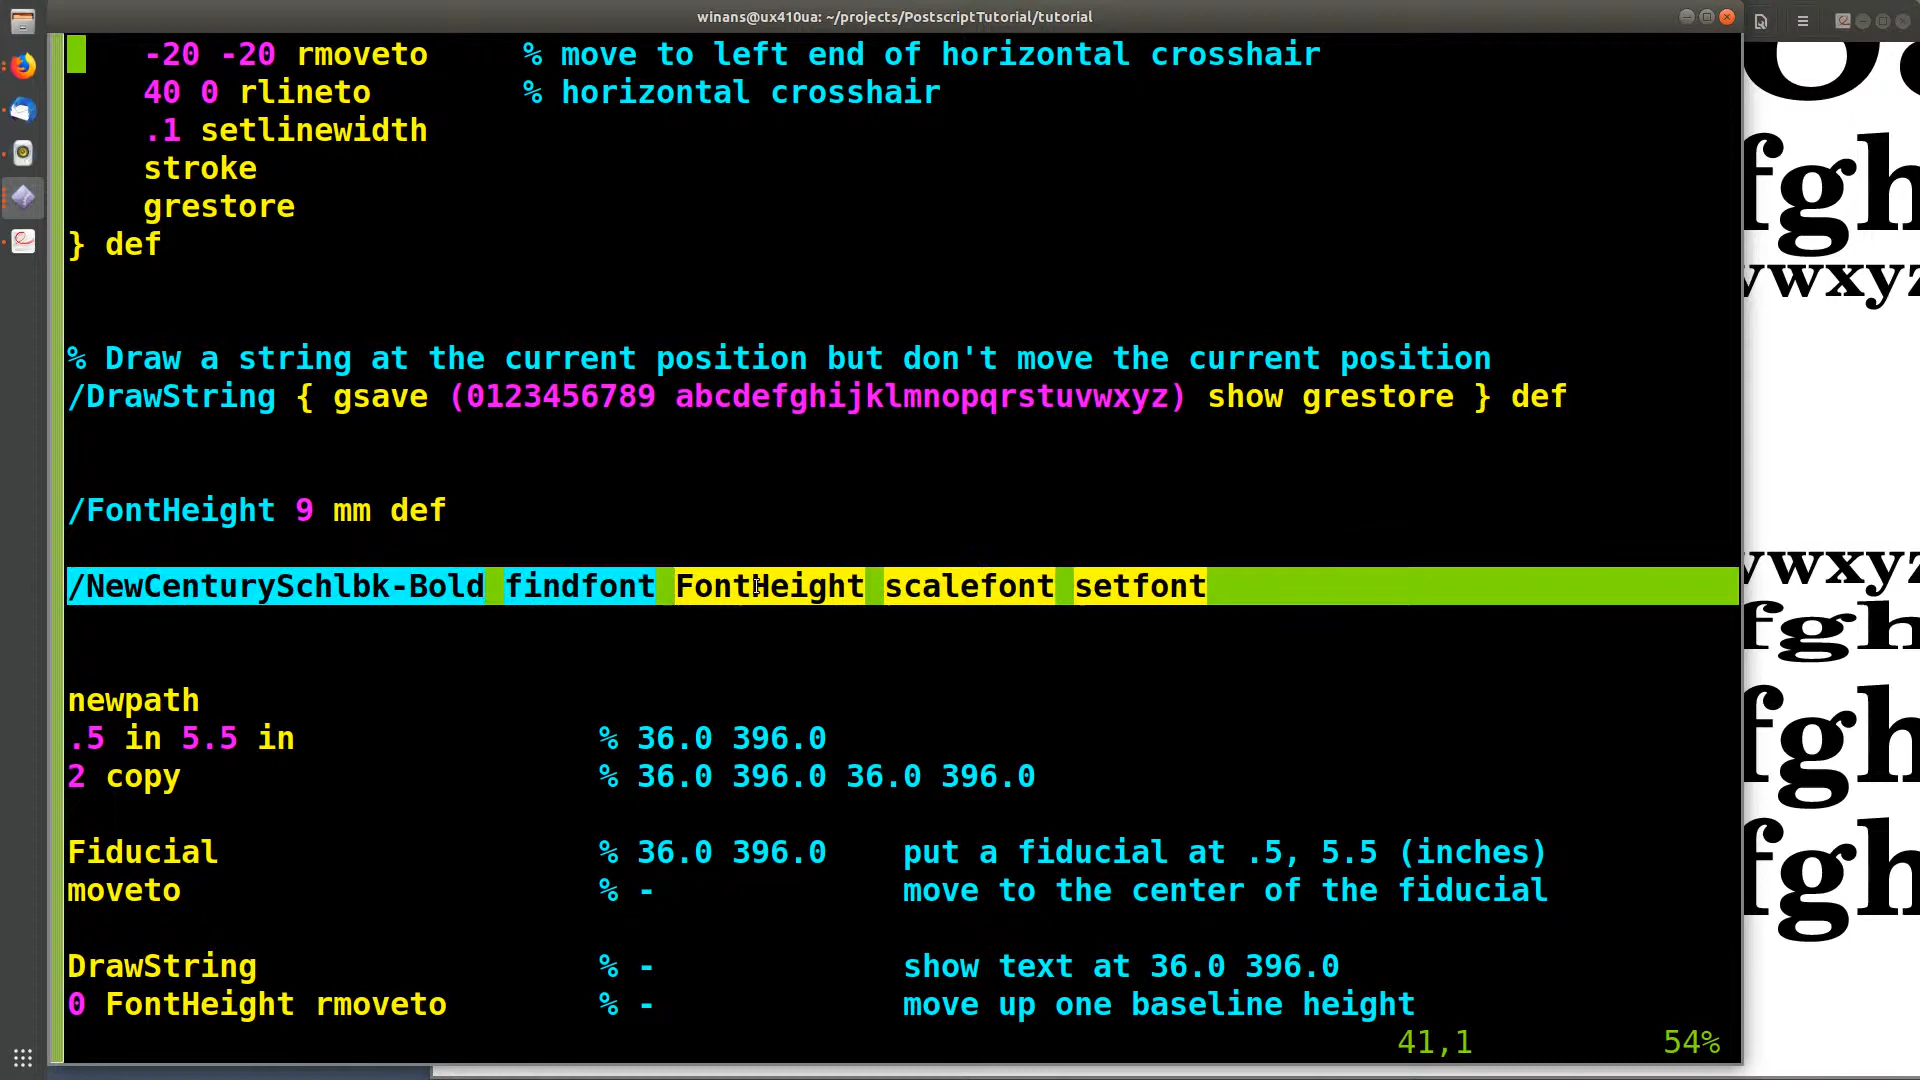 winans@ux410ua: ~/projects/PostscriptTutorial/tutorial
-20 -20 rmoveto % move to left end of horizontal crosshair
40 0 rlineto % horizontal crosshair
.1 setlinewidth
stroke
grestore
} def
% Draw a string at the current position but don't move the current position
/DrawString { gsave (0123456789 abcdefghijklmnopqrstuvwxyz) show grestore } def
/FontHeight 9 mm def
/NewCenturySchlbk-Bold findfont FontHeight scalefont setfont
newpath
.5 in 5.5 in % 36.0 396.0
2 copy % 36.0 396.0 36.0 396.0
Fiducial % 36.0 396.0 put a fiducial at .5, 5.5 (inches)
moveto % - move to the center of the fiducial
DrawString % - show text at 36.0 396.0
0 FontHeight rmoveto % - move up one baseline height
41,1 54%
fgh
vwxyz
vwxyz
fgh
fgh
fgh